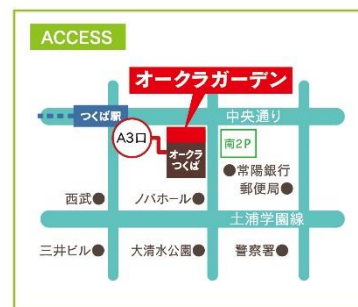 ACCESS
オークラガーデン
つくば駅
中央通り
A3口
オークラ
つくば
南2P
常陽銀行
郵便局
西武
ノバホール
土浦学園線
三井ビル
大清水公園
警察署